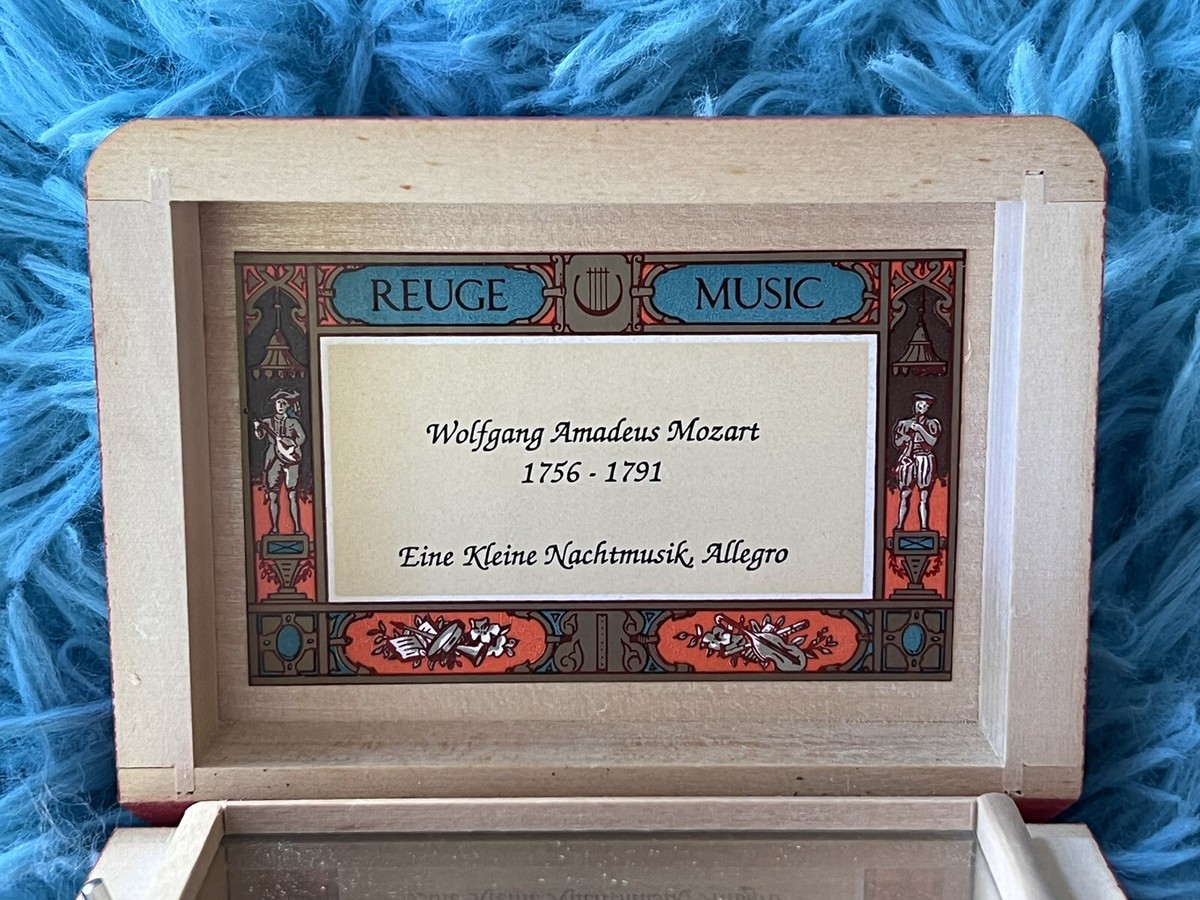 REUGE MUSIC
Wolfgang Amadeus Mozart
1756 - 1791
Eine Kleine Nachtmusik, Allegro